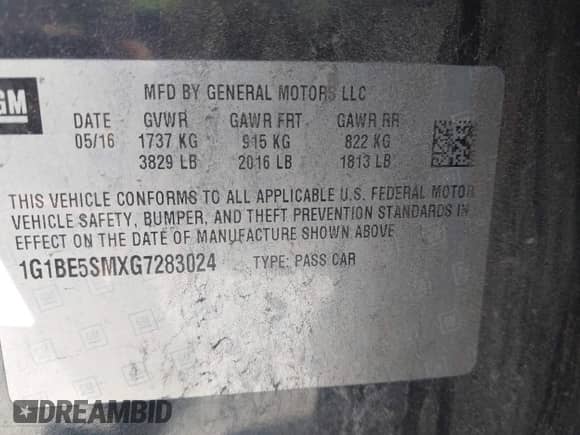 GM
MFD BY GENERAL MOTORS LLC
DATE GVWR GAWR FRT GAWR RR
05/16 1737 KG 915 KG 822 KG
3829 LB 2016 LB 1813 LB
THIS VEHICLE CONFORMS TO ALL APPLICABLE U.S. FEDERAL MOTOR
VEHICLE SAFETY, BUMPER, AND THEFT PREVENTION STANDARDS IN
EFFECT ON THE DATE OF MANUFACTURE SHOWN ABOVE
1G1BE5SMXG7283024 TYPE: PASS CAR
DREAMBID